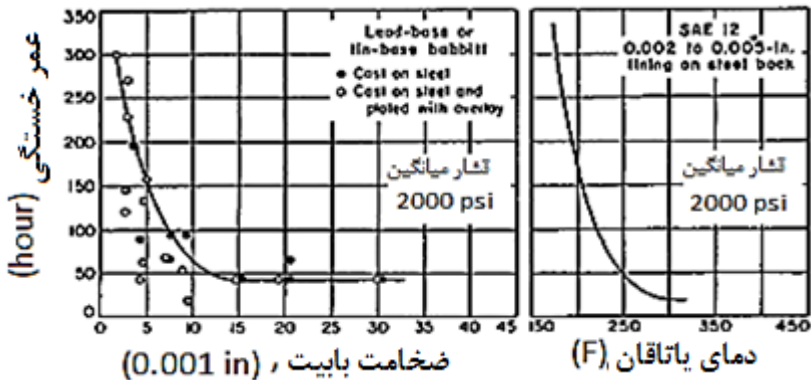 عمر خستگی
(hour)
350
300
250
200
150
100
50
0
Lead-base or
tin-base babbitt
Cast on steel
Cast on steel and
plated with overlay
فشار میانگین
2000 psi
0 5 10 15 20 25 30 35 40 45
ضخامت بابیت , (0.001 in)
SAE 12
0.002 to 0.005-in.
lining on steel back
فشار میانگین
2000 psi
150 250 350 450
دمای یاتاقان (F)